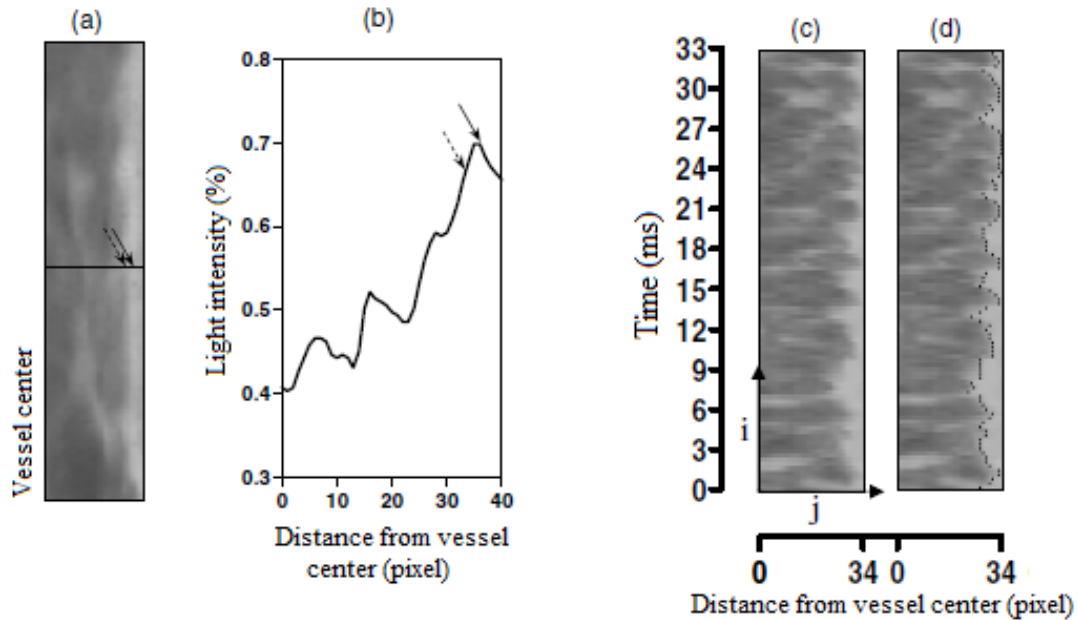 (a)
Vessel center
(b)
0.8
0.7
0.6
0.5
0.4
0.3
Light intensity (%)
0 10 20 30 40
Distance from vessel
center (pixel)
(c) (d)
33
30
27
24
21
18
15
12
9
6
3
0
Time (ms)
i
j
0 34 0 34
Distance from vessel center (pixel)